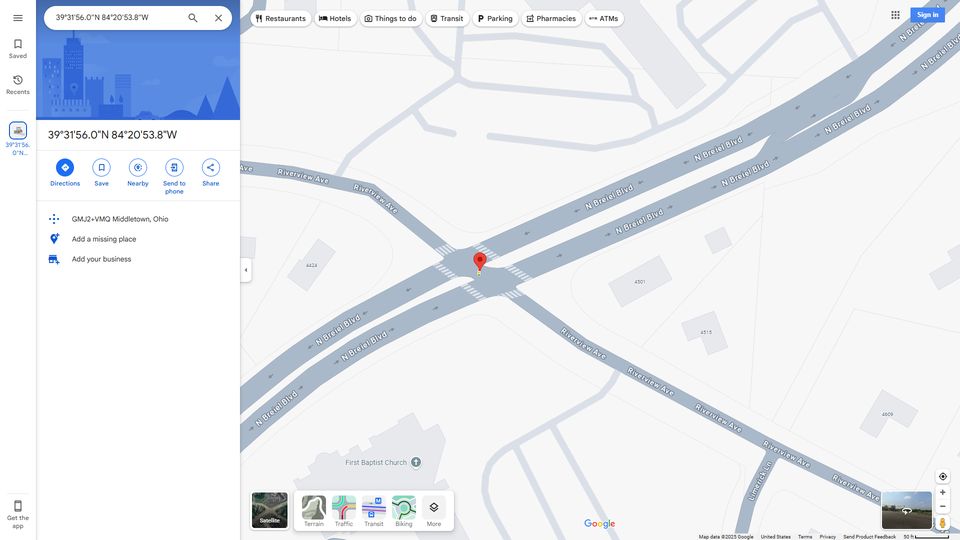 39°31'56.0"N 84°20'53.8"W
Restaurants
Hotels
Things to do
Transit
Parking
Pharmacies
ATMs
Sign in
Saved
Recents
39°31'56.
0"N...
39°31'56.0"N 84°20'53.8"W
Directions
Save
Nearby
Send to
phone
Share
GMJ2+VMQ Middletown, Ohio
Add a missing place
Add your business
Get the
app
N Breiel Blvd
N Breiel Blvd
N Breiel Blvd
N Breiel Blvd
N Breiel Blvd
N Breiel Blvd
Ave
Riverview Ave
Riverview Ave
N Breiel Blvd
N Breiel Blvd
N Breiel Blvd
4424
4501
4515
4609
Riverview Ave
Riverview Ave
Riverview Ave
Riverview Ave
Riverview Ave
Limerick Ln
First Baptist Church
Satellite
Terrain
Traffic
Transit
Biking
More
Google
Map data ©2025 Google
United States
Terms
Privacy
Send Product Feedback
50 ft